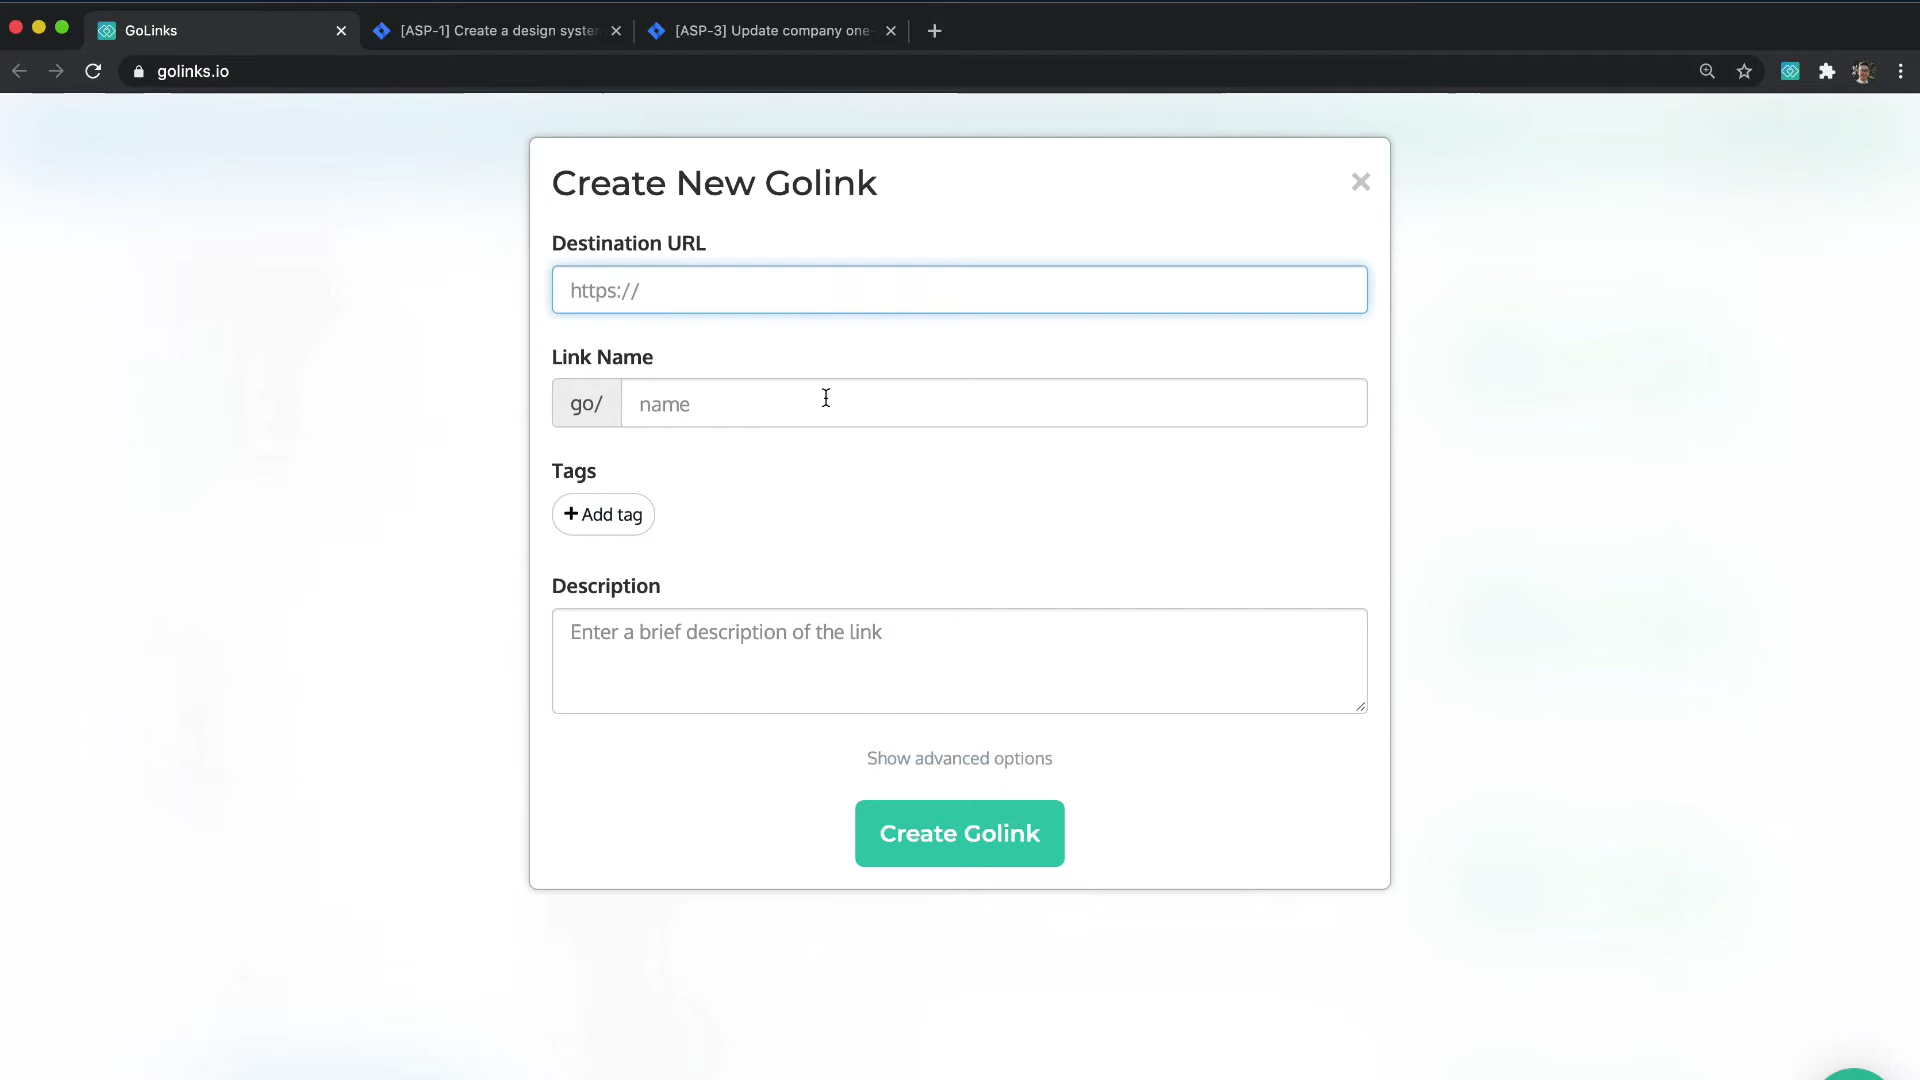 GoLinks
[ASP-1] Create a design syste
[ASP-3] Update company one-
golinks.io
Create New Golink
Destination URL
https://
Link Name
go/
name
Tags
Add tag
Description
Enter a brief description of the link
Show advanced options
Create Golink